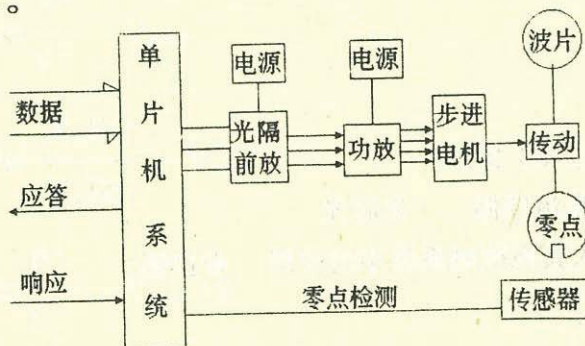 。
单片机系统
数据
应答
响应
电源
电源
光隔
前放
功放
步进
电机
传动
波片
零点
零点检测
传感器